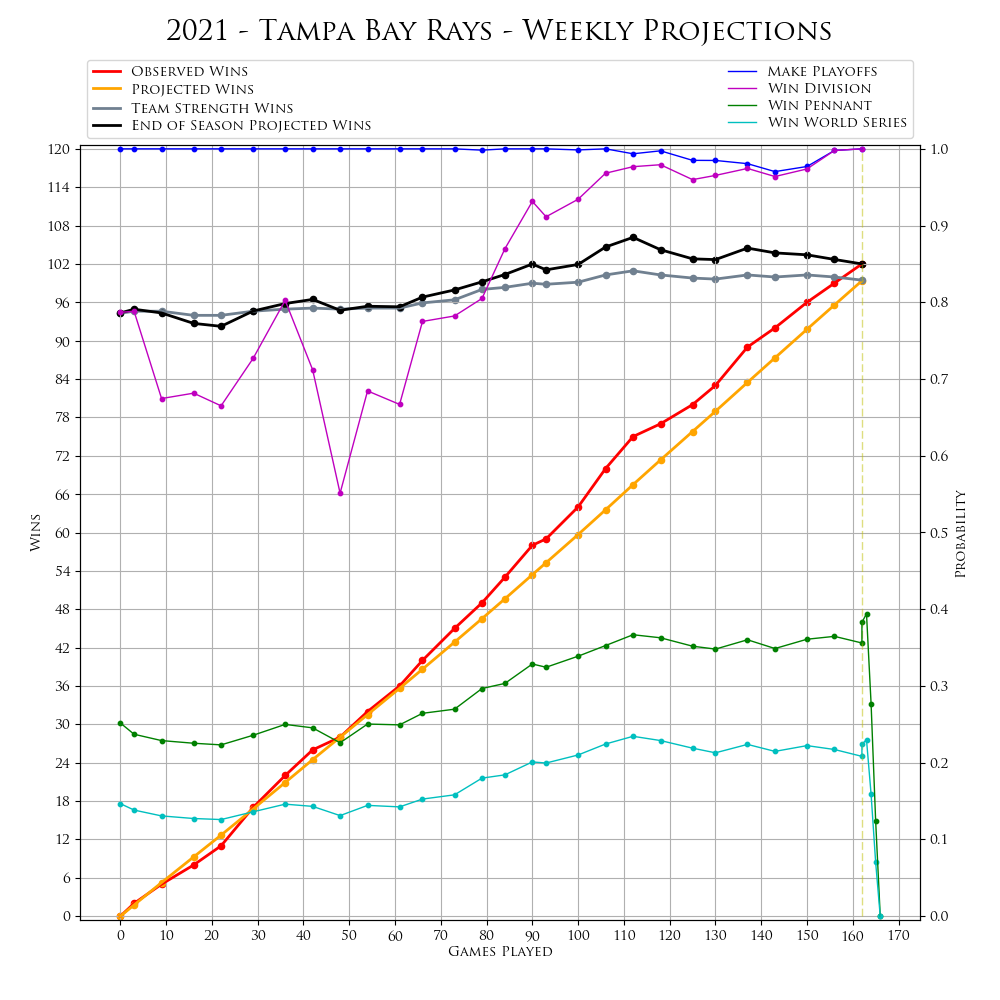 2021 - Tampa Bay Rays - Weekly Projections
Observed Wins
Projected Wins
Team Strength Wins
End of Season Projected Wins
Make Playoffs
Win Division
Win Pennant
Win World Series
120
114
108
102
96
90
84
78
72
66
60
54
48
42
36
30
24
18
12
6
0
Wins
1.0
0.9
0.8
0.7
0.6
0.5
0.4
0.3
0.2
0.1
0.0
Probability
0 10 20 30 40 50 60 70 80 90 100 110 120 130 140 150 160 170
Games Played